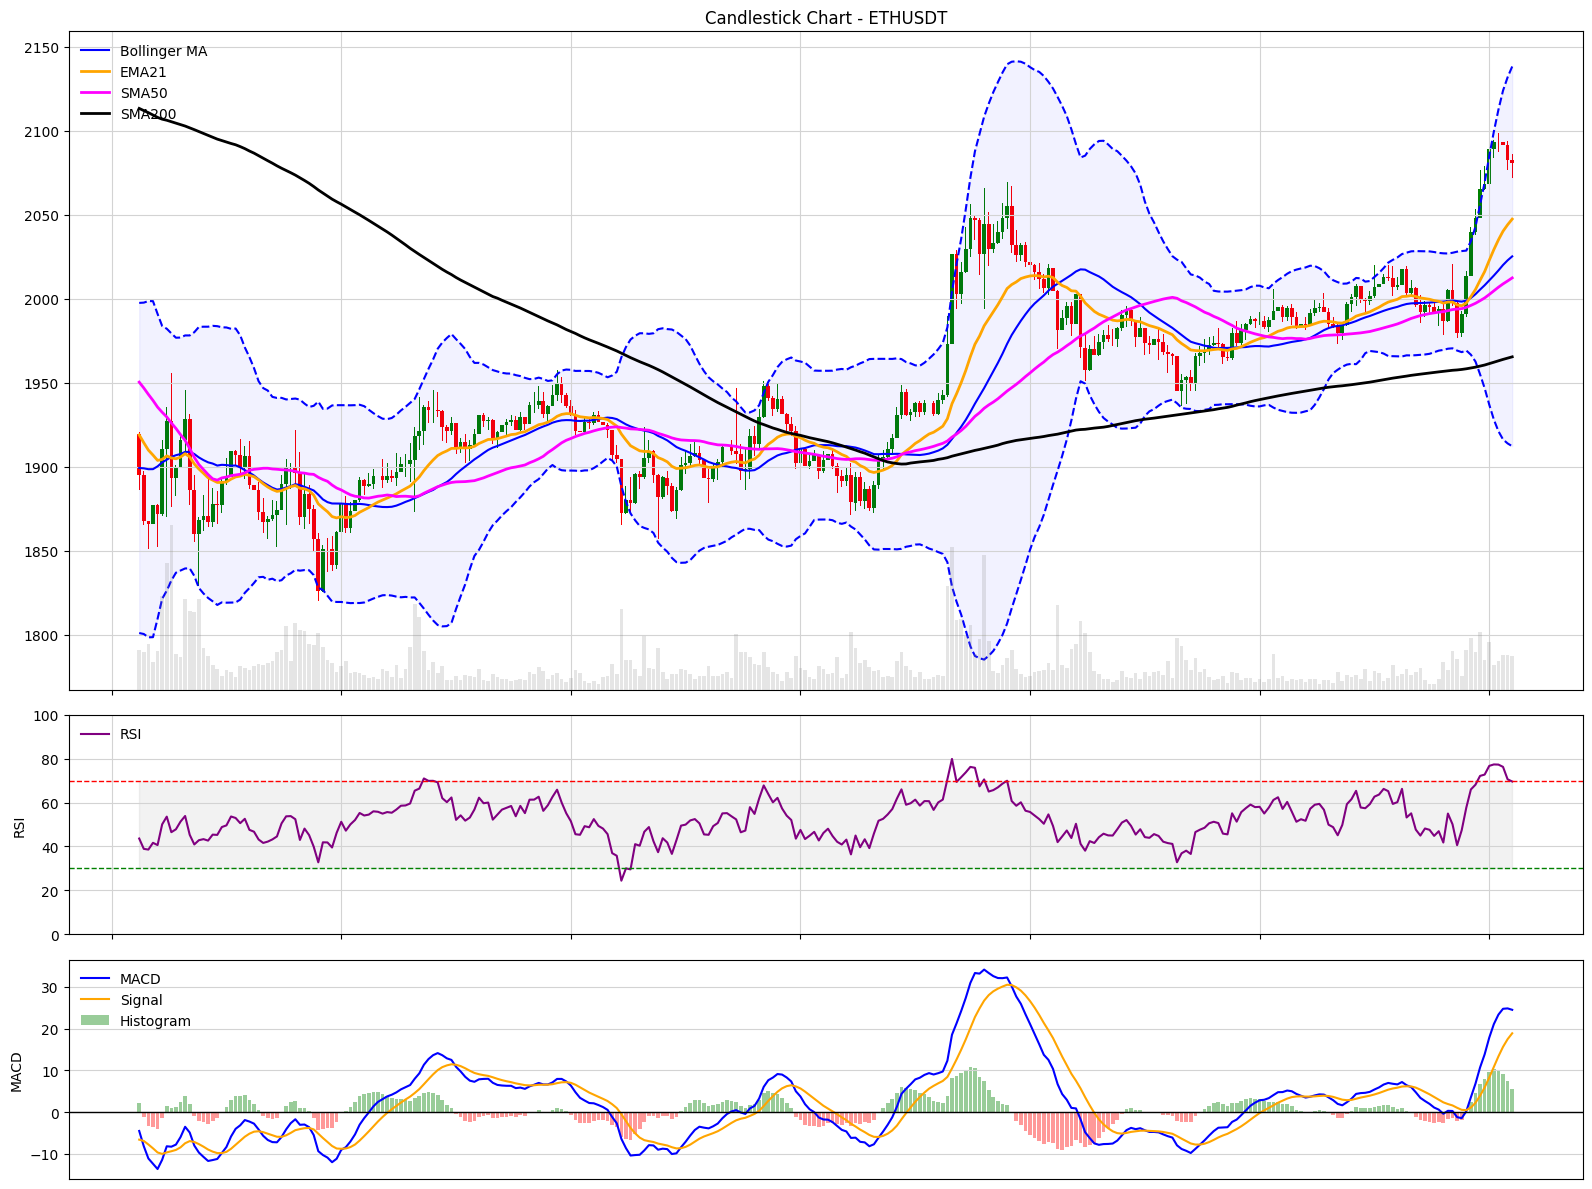 Candlestick Chart - ETHUSDT
2150
2100
2050
2000
1950
1900
1850
1800
Bollinger MA
EMA21
SMA50
SMA200
100
80
60
40
20
0
RSI
RSI
30
20
10
0
−10
MACD
MACD
Signal
Histogram